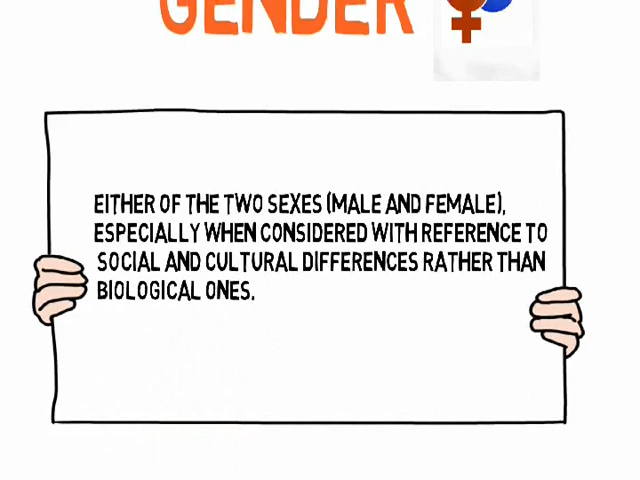 GENDER
EITHER OF THE TWO SEXES (MALE AND FEMALE),
ESPECIALLY WHEN CONSIDERED WITH REFERENCE TO
SOCIAL AND CULTURAL DIFFERENCES RATHER THAN
BIOLOGICAL ONES.